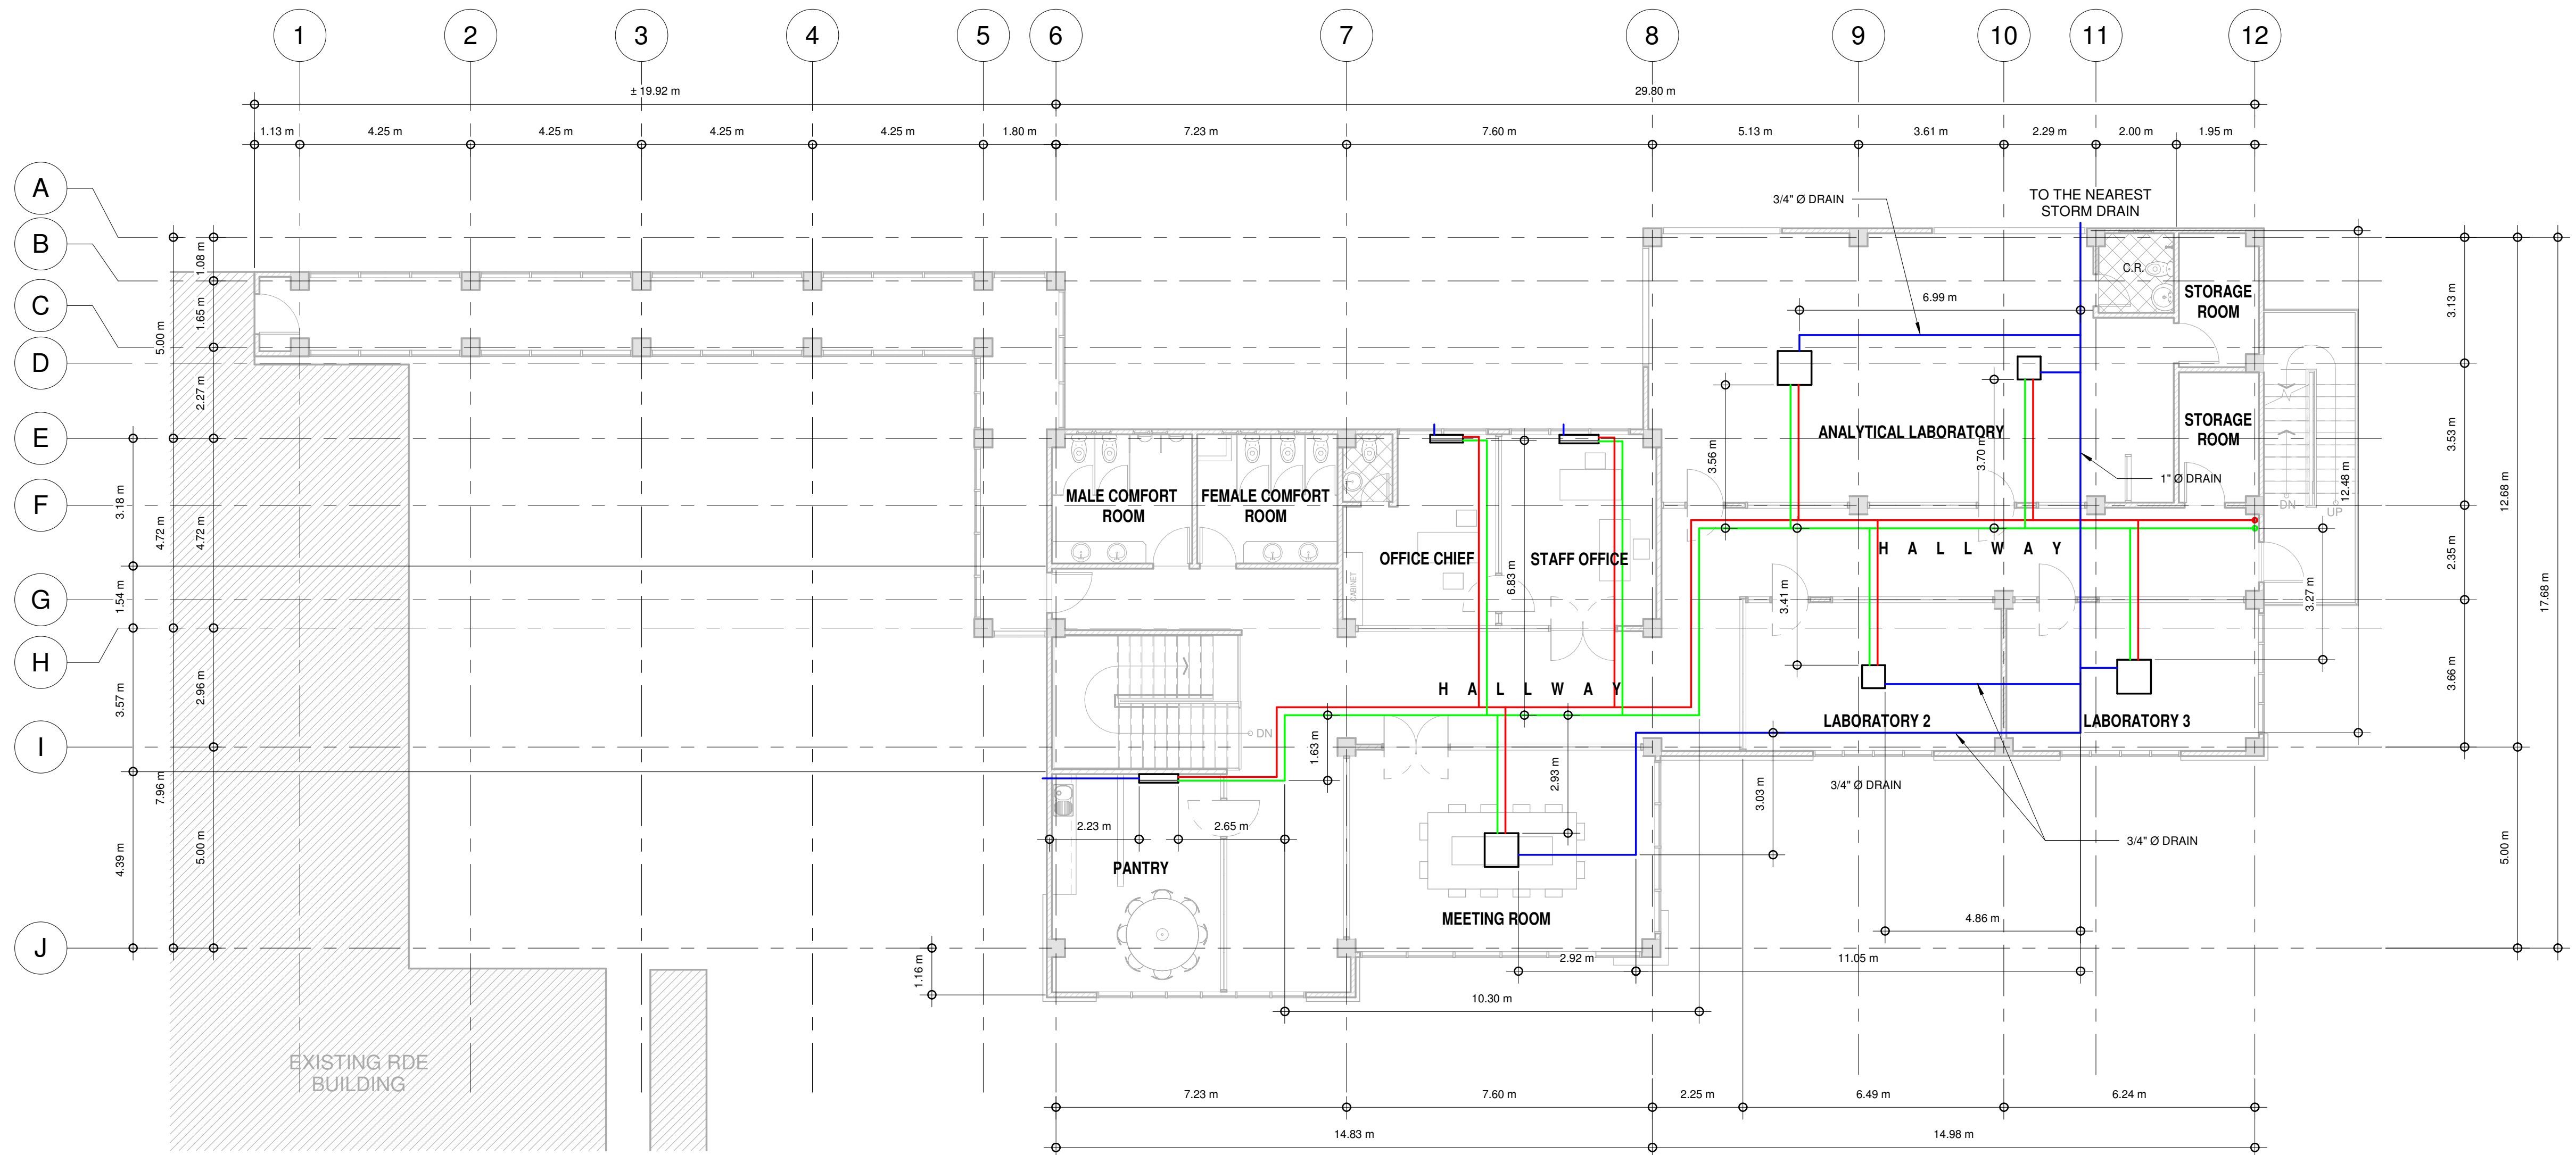 1 2 3 4 5 6 7 8 9 10 11 12
± 19.92 m 29.80 m
1.13 m 4.25 m 4.25 m 4.25 m 4.25 m 1.80 m 7.23 m 7.60 m 5.13 m 3.61 m 2.29 m 2.00 m 1.95 m
A
B
C
D
E
F
G
H
I
J
1.08 m
1.65 m
5.00 m
2.27 m
3.18 m
4.72 m
4.72 m
1.54 m
2.96 m
3.57 m
7.96 m
5.00 m
4.39 m
3/4" Ø DRAIN
TO THE NEAREST
STORM DRAIN
C.R.
STORAGE
ROOM
6.99 m
3.13 m
STORAGE
ROOM
ANALYTICAL LABORATORY
3.56 m
3.70 m
3.53 m
1" Ø DRAIN
12.48 m
12.68 m
DN
UP
MALE COMFORT
ROOM
FEMALE COMFORT
ROOM
OFFICE CHIEF
STAFF OFFICE
CABINET
6.83 m
H A L L W A Y
2.35 m
3.41 m
3.27 m
17.68 m
H A L L W A Y
3.66 m
LABORATORY 2
LABORATORY 3
DN
1.63 m
2.93 m
3.03 m
3/4" Ø DRAIN
2.23 m
2.65 m
3/4" Ø DRAIN
5.00 m
PANTRY
MEETING ROOM
4.86 m
1.16 m
2.92 m
11.05 m
10.30 m
EXISTING RDE
BUILDING
7.23 m 7.60 m 2.25 m 6.49 m 6.24 m
14.83 m 14.98 m